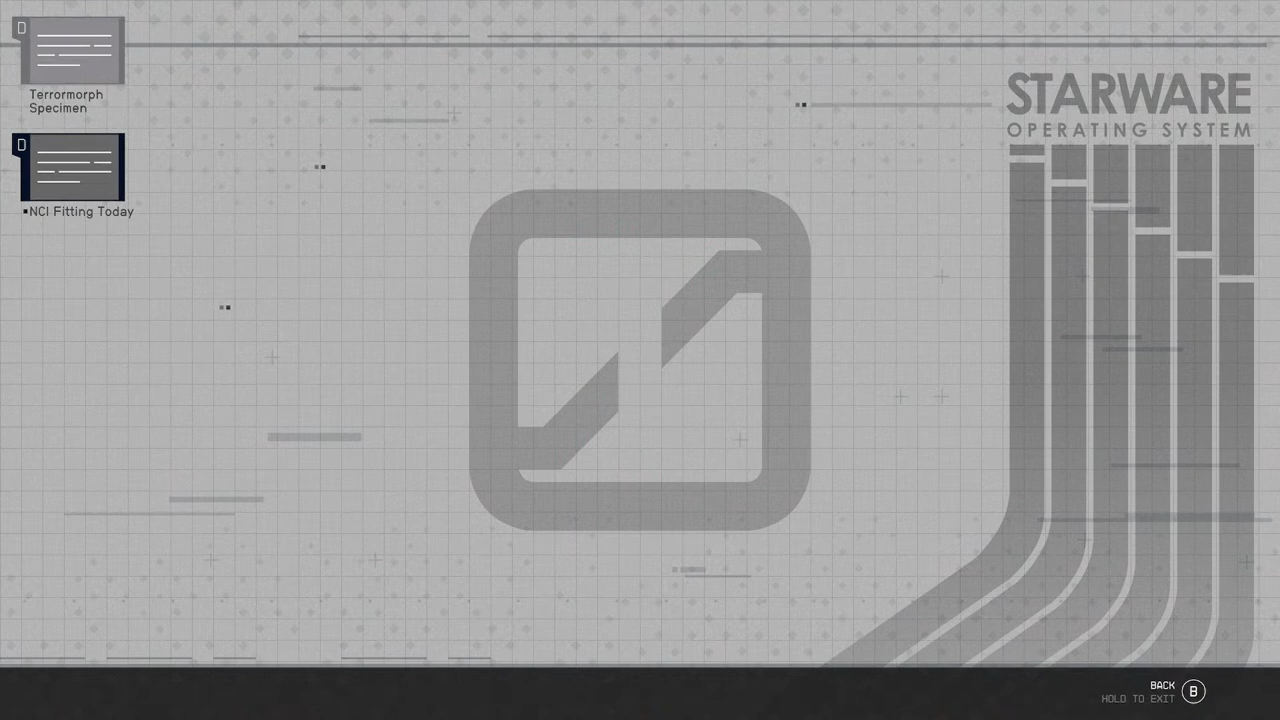 D
Terrormorph
Specimen
D
NCI Fitting Today
STARWARE
OPERATING SYSTEM
BACK
HOLD TO EXIT
B